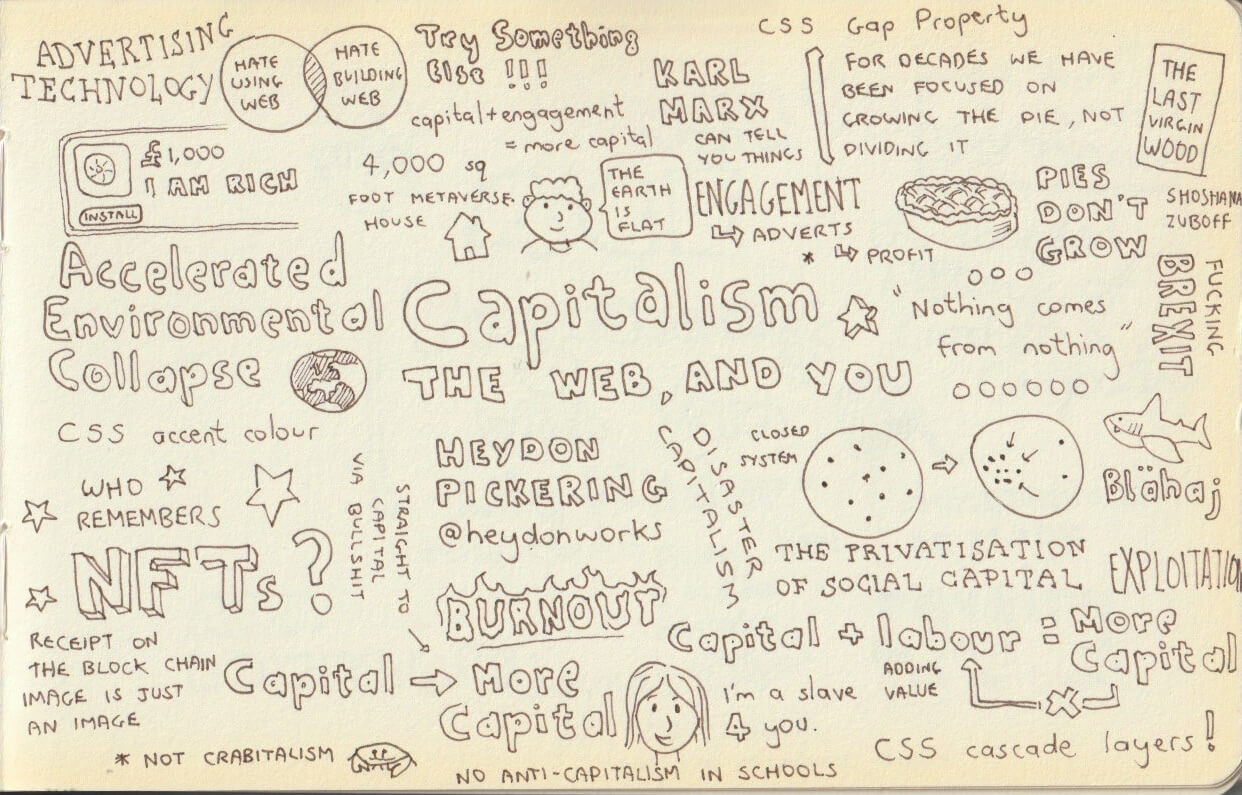 ADVERTISING
TECHNOLOGY
HATE
USING
WEB
HATE
BUILDING
WEB
Try Something
Else !!!
capital+engagement
= more capital
KARL
MARX
CAN TELL
YOU THINGS
CSS Gap Property
FOR DECADES WE HAVE
BEEN FOCUSED ON
GROWING THE PIE, NOT
DIVIDING IT
THE
LAST
VIRGIN
WOOD
SHOSHANA
ZUBOFF
£1,000
I AM RICH
INSTALL
4,000 sq
FOOT METAVERSE.
HOUSE
THE
EARTH
IS
FLAT
ENGAGEMENT
↳ ADVERTS
* ↳ PROFIT
PIES
DON'T
GROW
Accelerated
Environmental
Collapse
Capitalism
THE WEB, AND YOU
"Nothing comes
from nothing"
FUCKING
BREXIT
CSS accent colour
WHO
REMEMBERS
NFTs?
RECEIPT ON
THE BLOCK CHAIN
IMAGE IS JUST
AN IMAGE
HEYDON
PICKERING
@heydonworks
STRAIGHT TO
CAPITAL
VIA BULLSHIT
BURNOUT
DISASTER
CAPITALISM
CLOSED
SYSTEM
Blåhaj
THE PRIVATISATION
OF SOCIAL CAPITAL
EXPLOITATION
Capital → More
Capital
Capital + labour = More
Capital
ADDING
VALUE
I'm a slave
4 you.
CSS cascade layers!
* NOT CRABITALISM
NO ANTI-CAPITALISM IN SCHOOLS